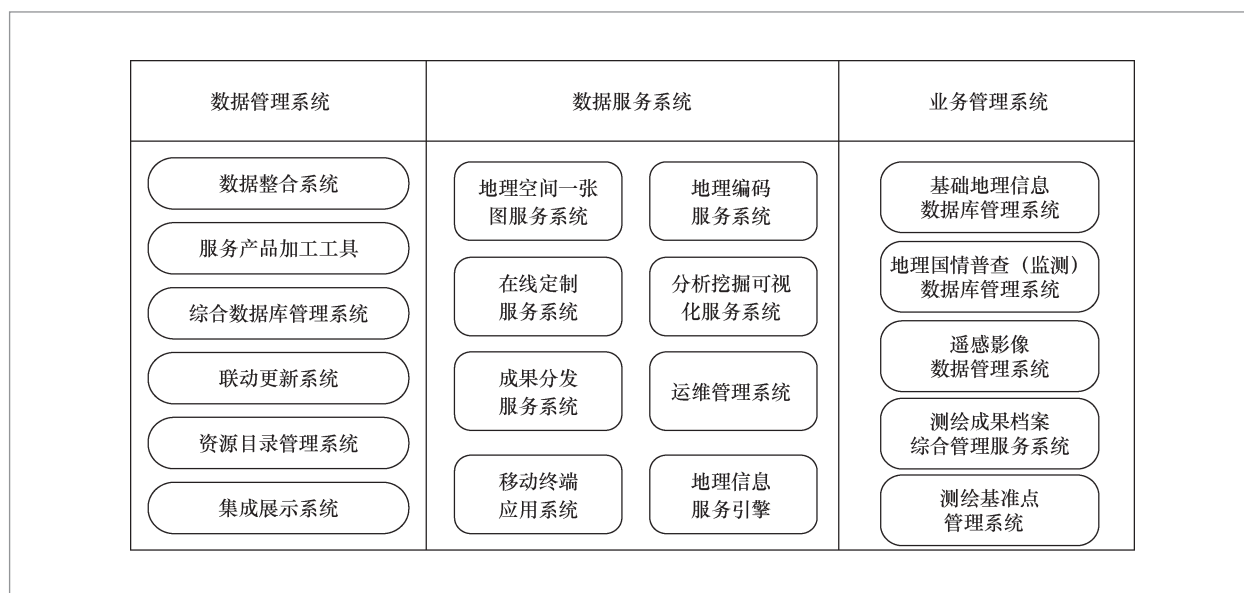 数据管理系统
数据服务系统
业务管理系统
数据整合系统
服务产品加工工具
综合数据库管理系统
联动更新系统
资源目录管理系统
集成展示系统
地理空间一张
图服务系统
地理编码
服务系统
在线定制
服务系统
分析挖掘可视
化服务系统
成果分发
服务系统
运维管理系统
移动终端
应用系统
地理信息
服务引擎
基础地理信息
数据库管理系统
地理国情普查（监测）
数据库管理系统
遥感影像
数据管理系统
测绘成果档案
综合管理服务系统
测绘基准点
管理系统